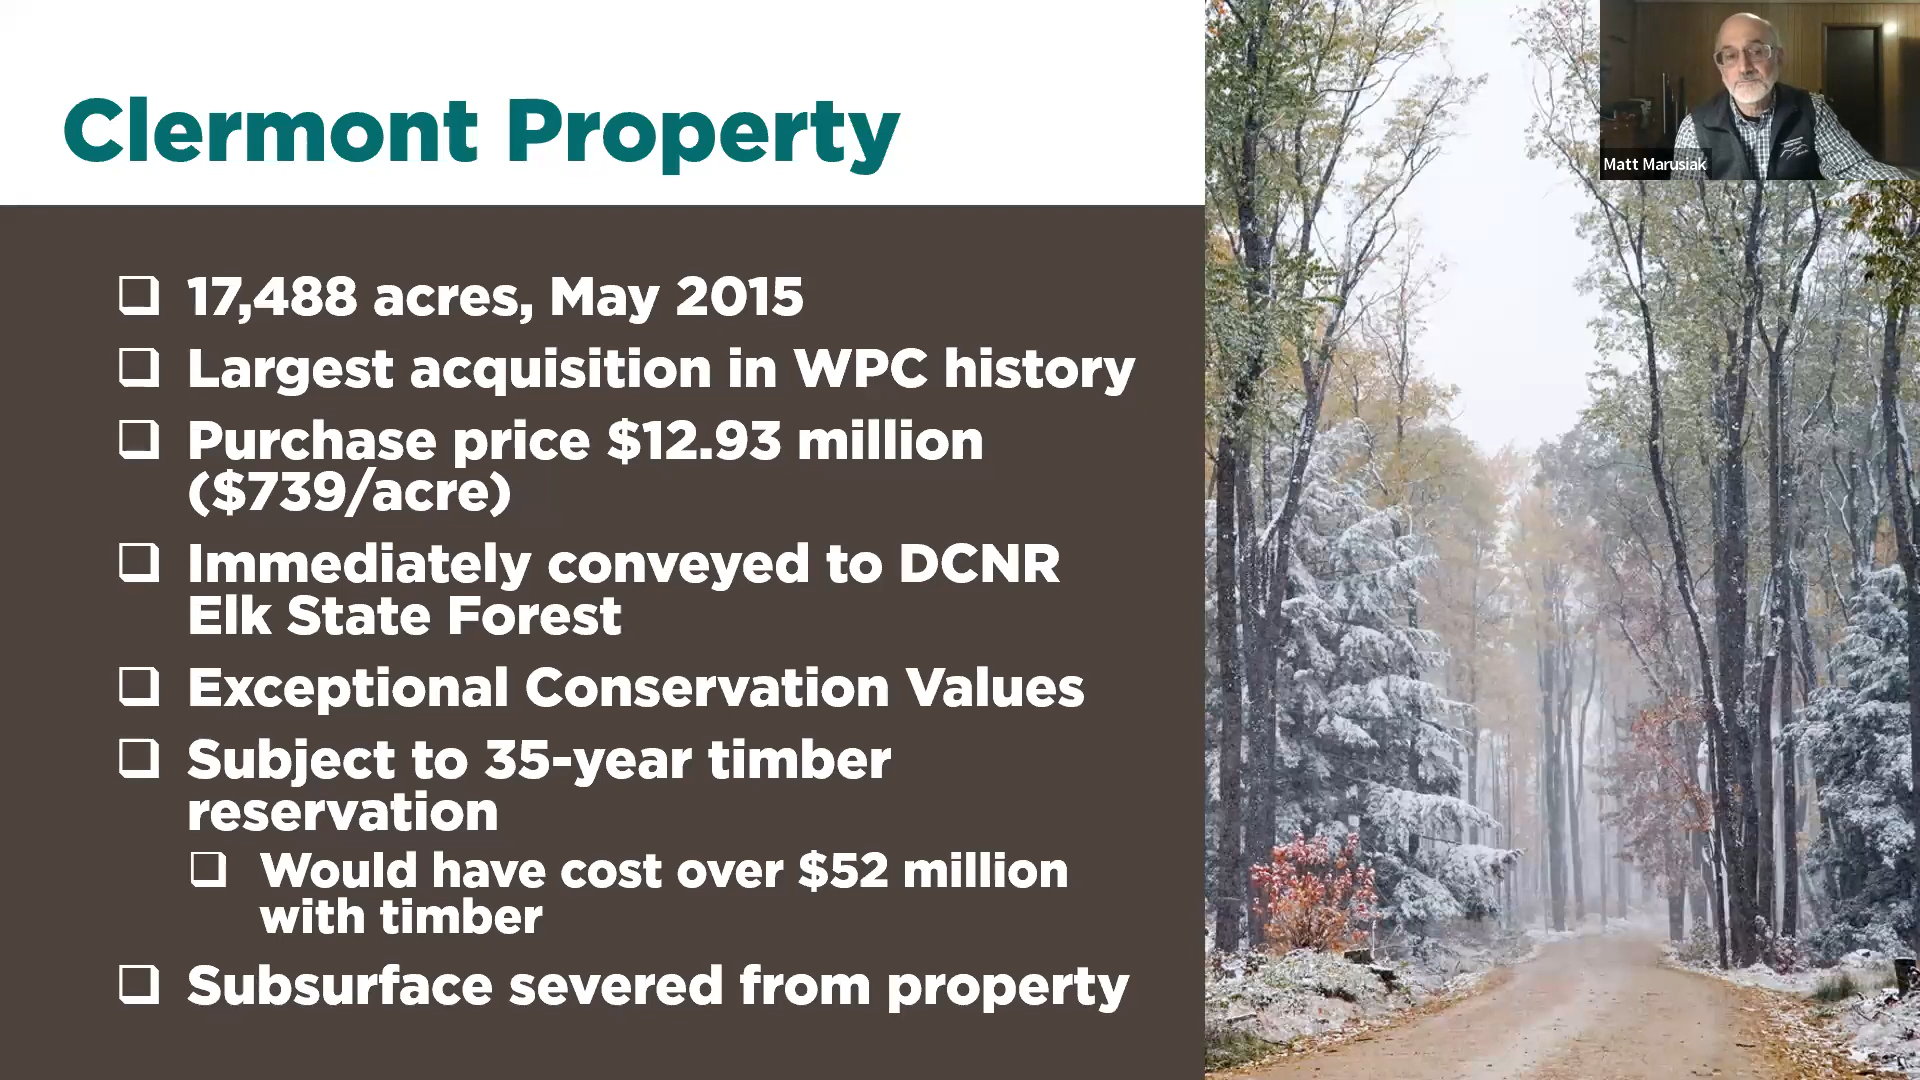 Clermont Property
17,488 acres, May 2015
Largest acquisition in WPC history
Purchase price $12.93 million
($739/acre)
Immediately conveyed to DCNR
Elk State Forest
Exceptional Conservation Values
Subject to 35-year timber
reservation
Would have cost over $52 million
with timber
Subsurface severed from property
Matt Marusiak